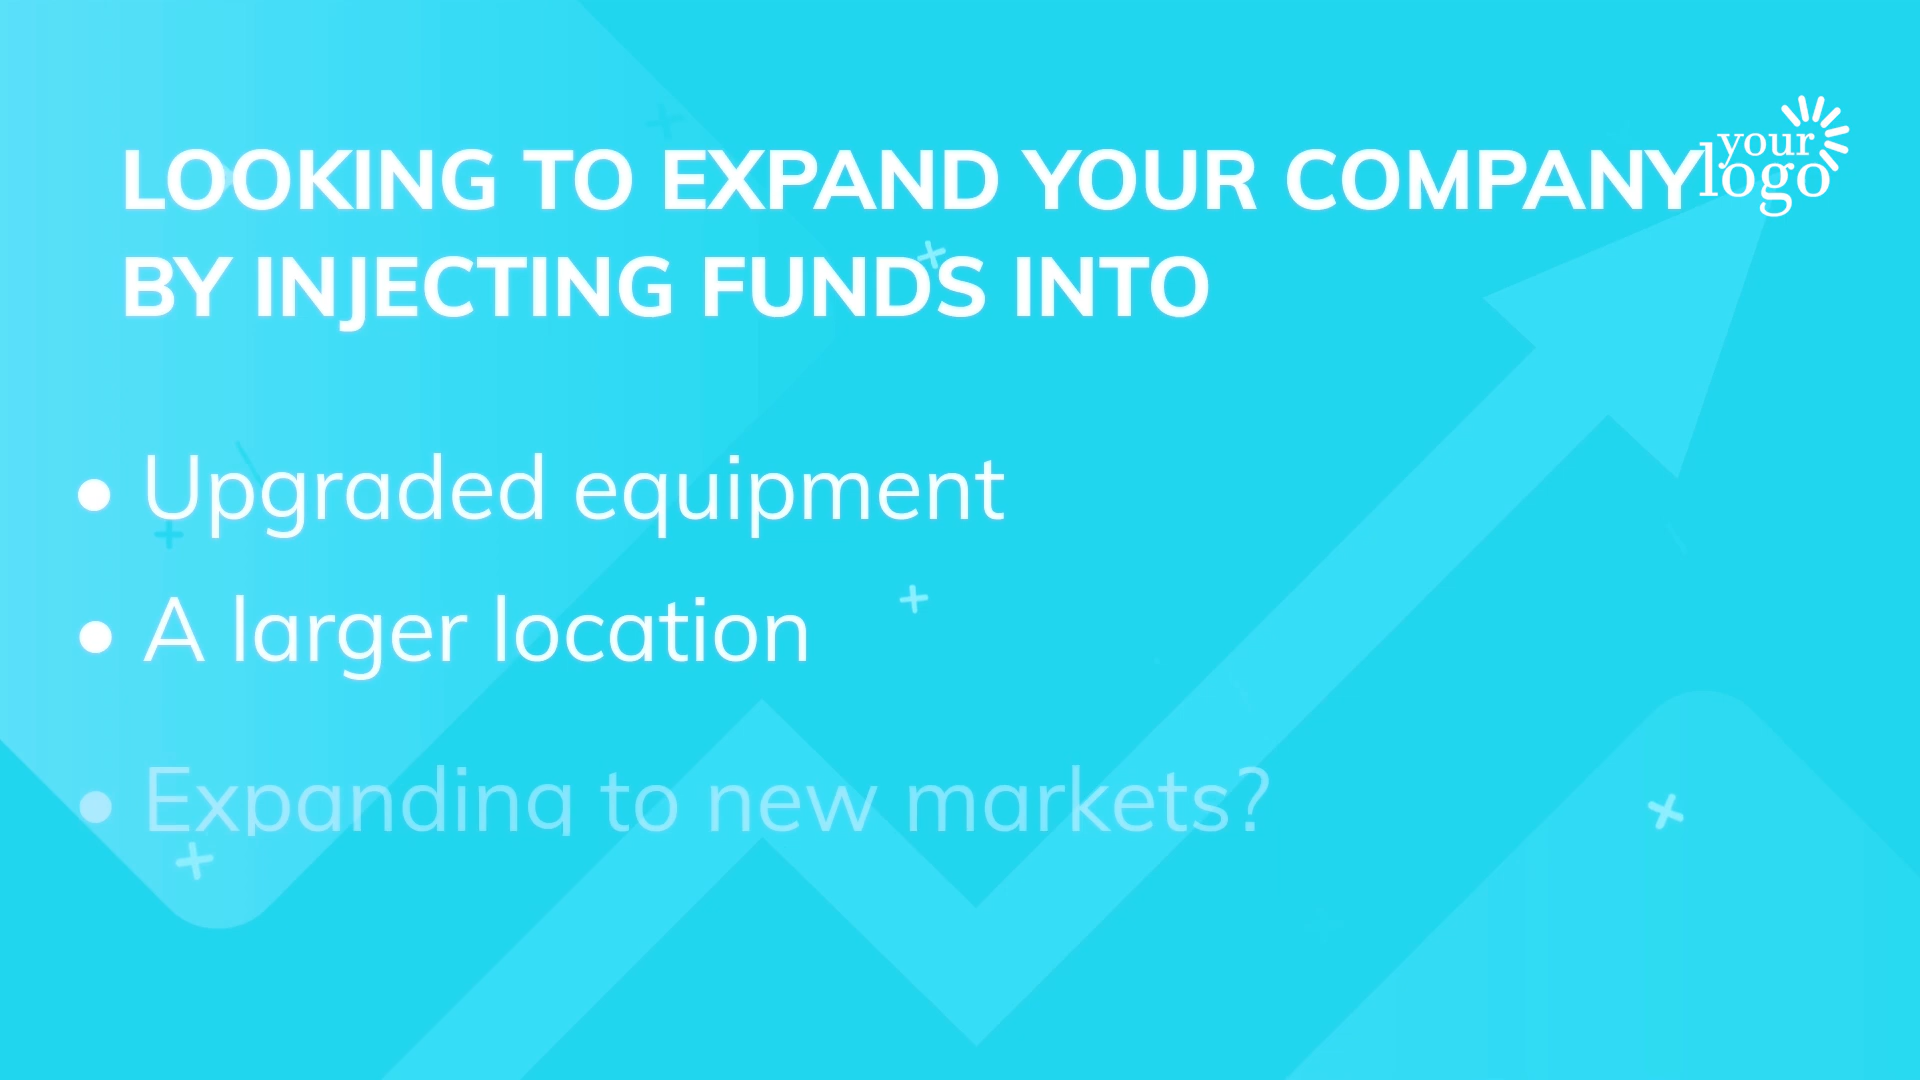 LOOKING TO EXPAND YOUR COMPANY
BY INJECTING FUNDS INTO
your
logo
• Upgraded equipment
• A larger location
• Expanding to new markets?